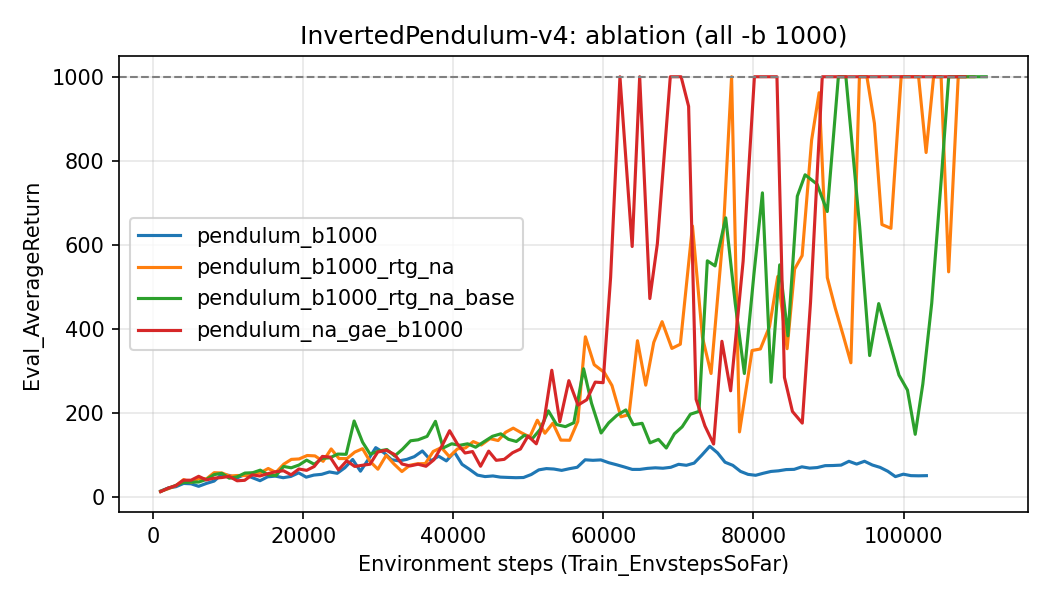 InvertedPendulum-v4: ablation (all -b 1000)
Eval_AverageReturn
1000
800
600
400
200
0
pendulum_b1000
pendulum_b1000_rtg_na
pendulum_b1000_rtg_na_base
pendulum_na_gae_b1000
0 20000 40000 60000 80000 100000
Environment steps (Train_EnvstepsSoFar)